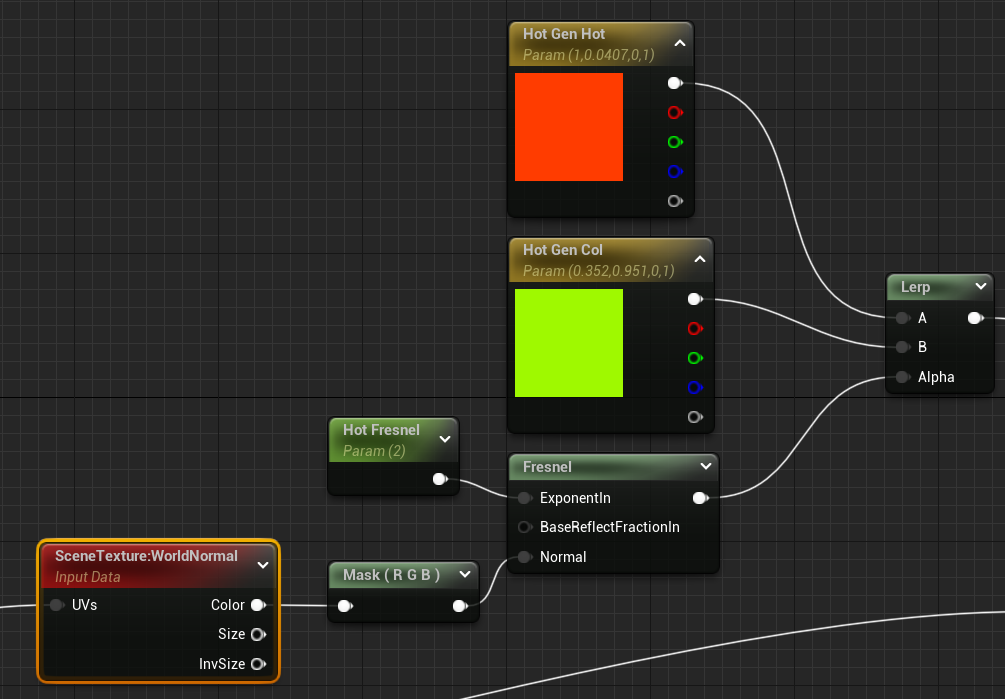 Hot Gen Hot
Param (1,0.0407,0,1)
Hot Gen Col
Param (0.352,0.951,0,1)
Lerp
A
B
Alpha
Hot Fresnel
Param (2)
Fresnel
ExponentIn
BaseReflectFractionIn
Normal
SceneTexture:WorldNormal
Input Data
UVs Color
Size
InvSize
Mask ( R G B )